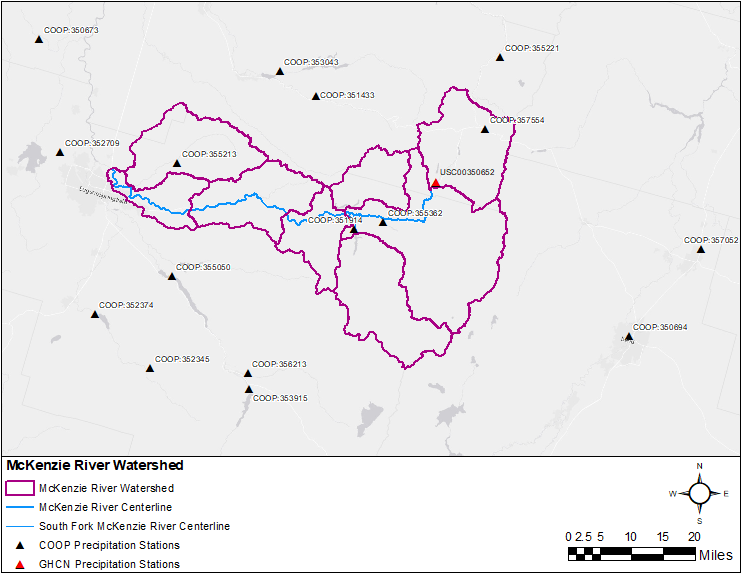 COOP:350673
COOP:355221
COOP:353043
COOP:351433
COOP:357554
COOP:352709
COOP:355213
USC00350652
COOP:355362
COOP:351914
COOP:357052
COOP:355050
COOP:352374
COOP:350694
COOP:352345
COOP:356213
COOP:353915
McKenzie River Watershed
McKenzie River Watershed
McKenzie River Centerline
South Fork McKenzie River Centerline
COOP Precipitation Stations
GHCN Precipitation Stations
N
W E
S
0 2.5 5 10 15 20
Miles